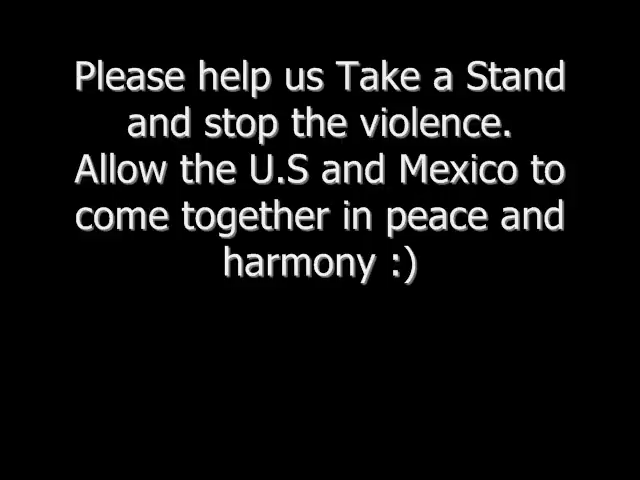 Please help us Take a Stand
and stop the violence.
Allow the U.S and Mexico to
come together in peace and
harmony :)